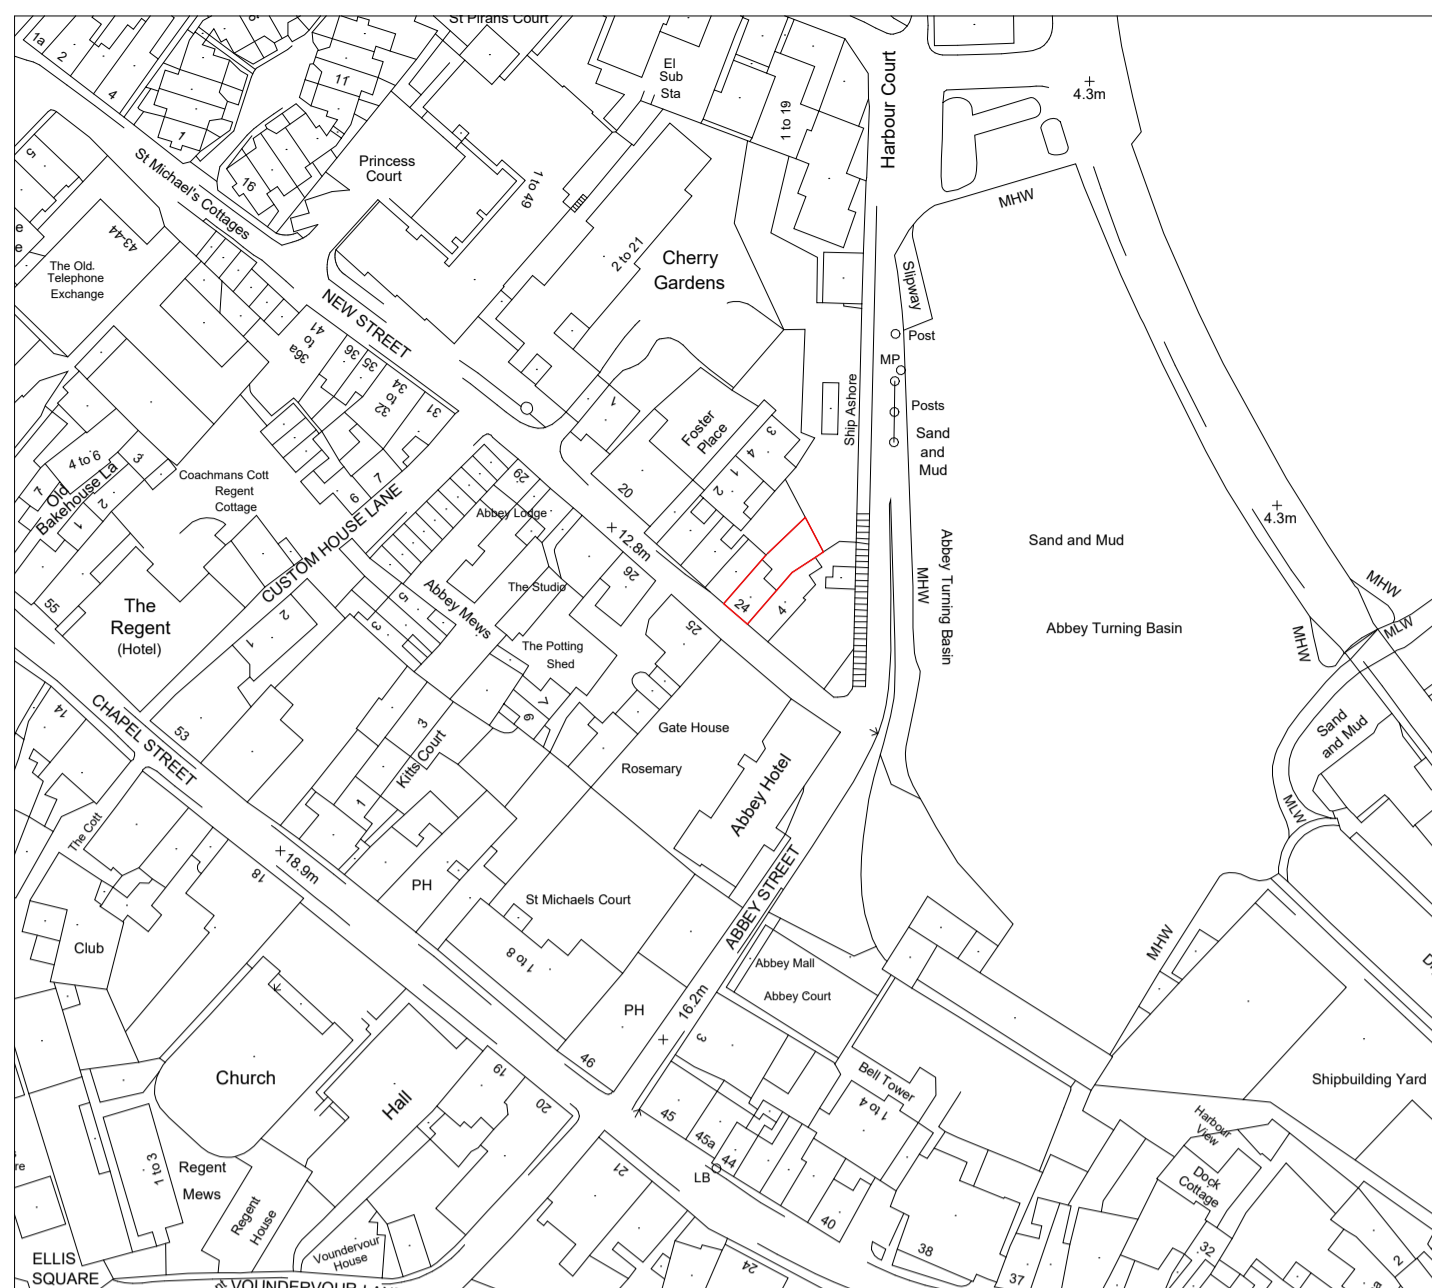 St Pirans Court
1a
2
4
1
11
16
El
Sub
Sta
1 to 19
Harbour Court
4.3m
5
St Michael's Cottages
Princess
Court
1 to 49
MHW
e
e
43
44
The Old
Telephone
Exchange
2 to 21
Cherry
Gardens
Slipway
NEW STREET
36a
to
41
36
35
34
to
32
31
Post
MP
Posts
Ship Ashore
Sand
and
Mud
1
Foster
Place
3
4
1
2
4 to 6
3
7
Old
Bakehouse La
2
1
Coachmans Cott
Regent
Cottage
6
7
29
Abbey Lodge
20
12.8m
4.3m
Sand and Mud
Abbey Turning Basin
MHW
Abbey Turning Basin
CUSTOM HOUSE LANE
55
The
Regent
(Hotel)
2
1
5
3
Abbey Mews
The Studio
26
24
4
25
The Potting
Shed
7
6
MHW
MLW
MHW
14
CHAPEL STREET
53
3
Kitts Court
1
Gate House
Rosemary
Abbey Hotel
Sand
and Mud
MLW
The Cott
18.9m
18
PH
St Michaels Court
1 to 8
ABBEY STREET
Club
Abbey Mall
Abbey Court
MHW
PH
16.2m
3
46
Church
Hall
19
20
Bell Tower
1 to 4
Shipbuilding Yard
45
45a
44
LB
Harbour
View
Dock
Cottage
re
1 to 3
Regent
Mews
Regent
House
Voundervour
House
21
40
38
37
32
2
24
ELLIS
SQUARE